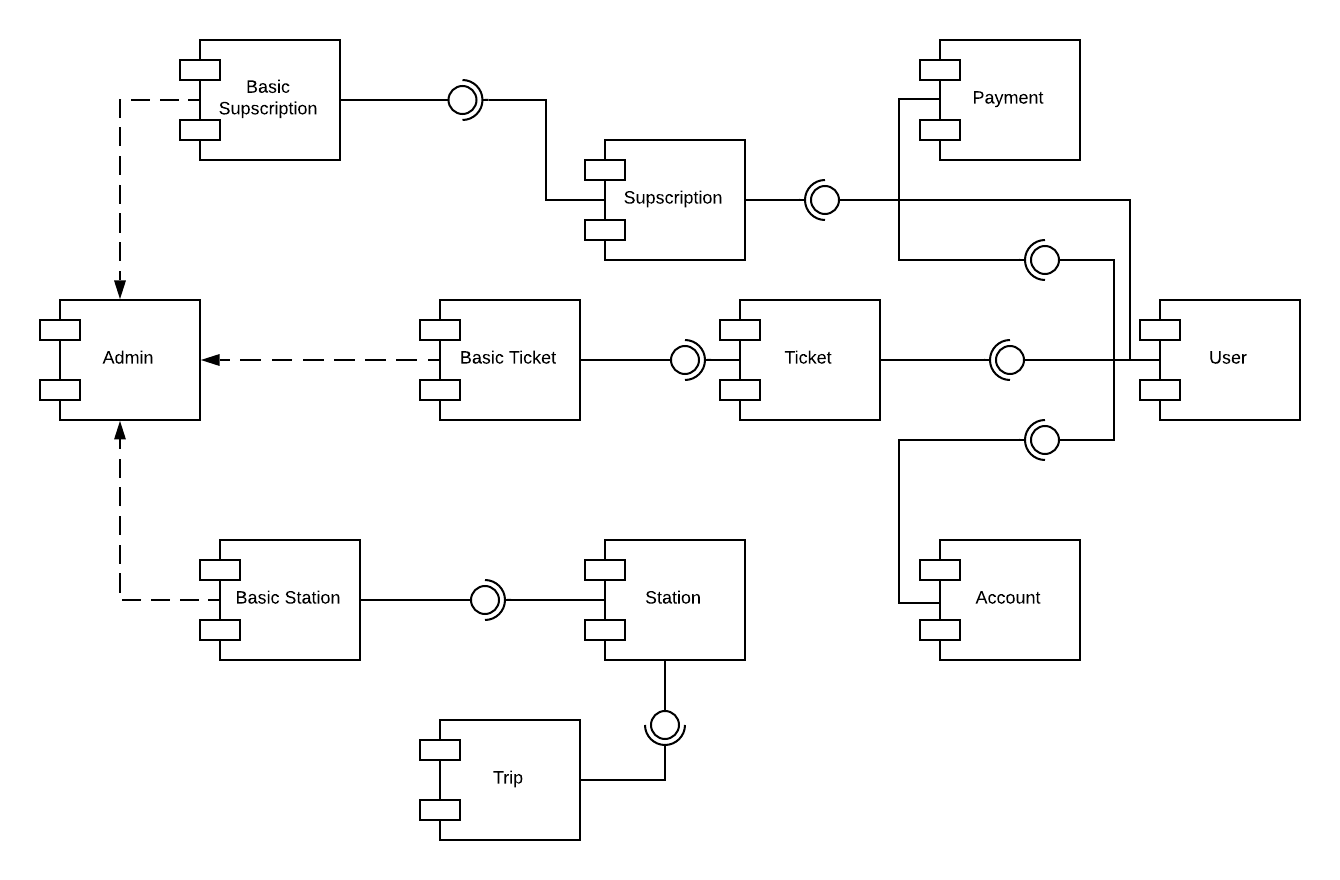 Basic
Supscription
Payment
Supscription
Admin
Basic Ticket
Ticket
User
Basic Station
Station
Account
Trip